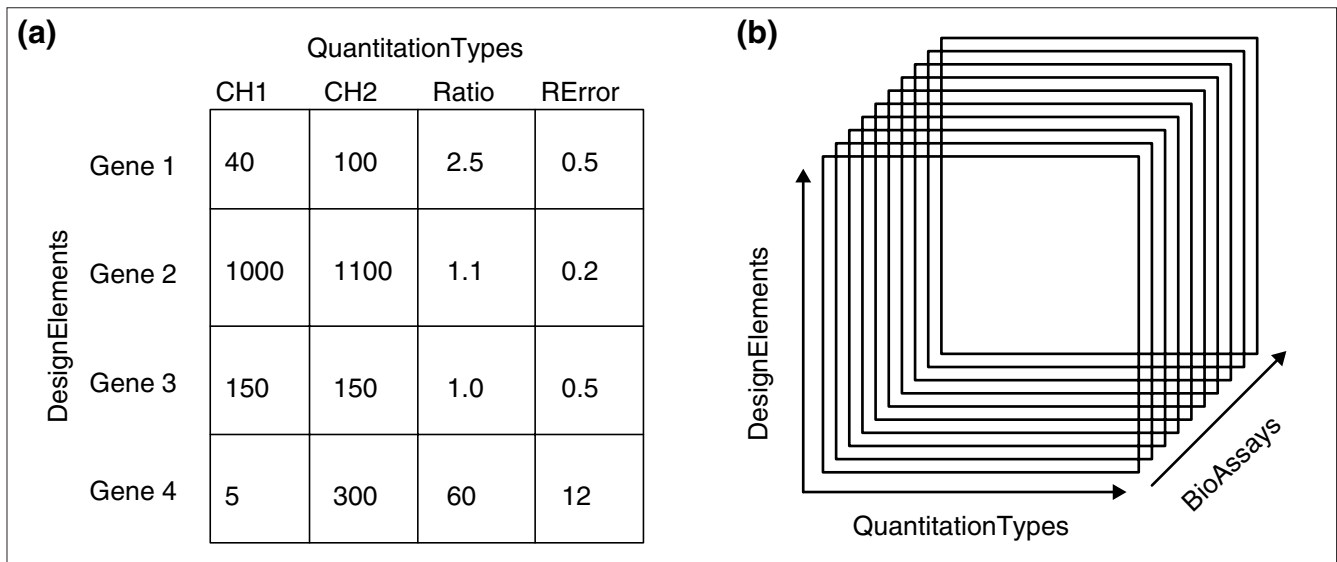 (a)
QuantitationTypes
CH1 CH2 Ratio RError
DesignElements
Gene 1 40 100 2.5 0.5
Gene 2 1000 1100 1.1 0.2
Gene 3 150 150 1.0 0.5
Gene 4 5 300 60 12
(b)
DesignElements
QuantitationTypes
BioAssays